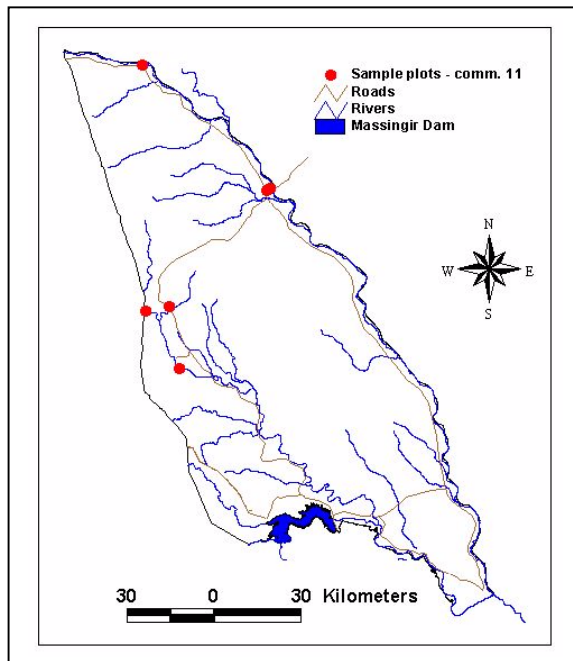 Sample plots - comm. 11
Roads
Rivers
Massingir Dam
N
W E
S
30 0 30 Kilometers